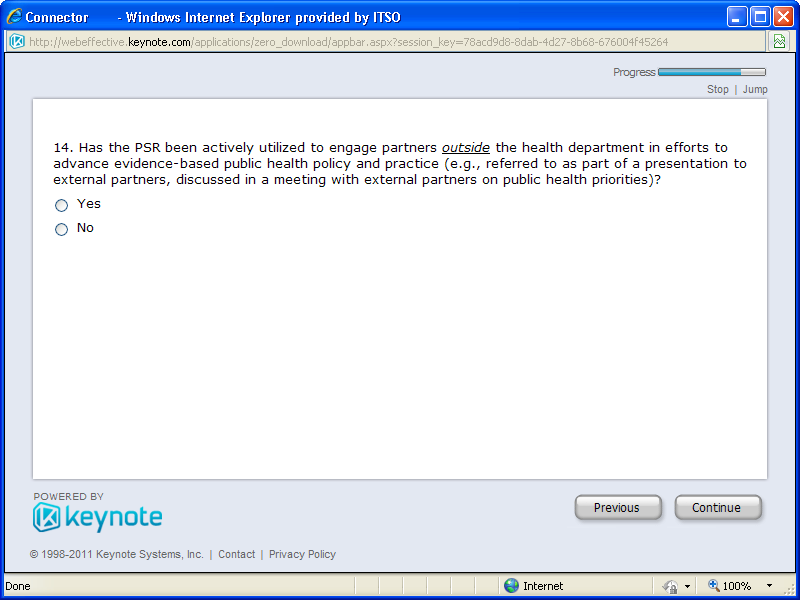 Connector - Windows Internet Explorer provided by ITSO
http://webeffective.keynote.com/applications/zero_download/appbar.aspx?session_key=78acd9d8-8dab-4d27-8b68-676004f45264
Progress
Stop | Jump
14. Has the PSR been actively utilized to engage partners outside the health department in efforts to
advance evidence-based public health policy and practice (e.g., referred to as part of a presentation to
external partners, discussed in a meeting with external partners on public health priorities)?
Yes
No
POWERED BY
keynote
Previous Continue
© 1998-2011 Keynote Systems, Inc. | Contact | Privacy Policy
Done Internet 100%